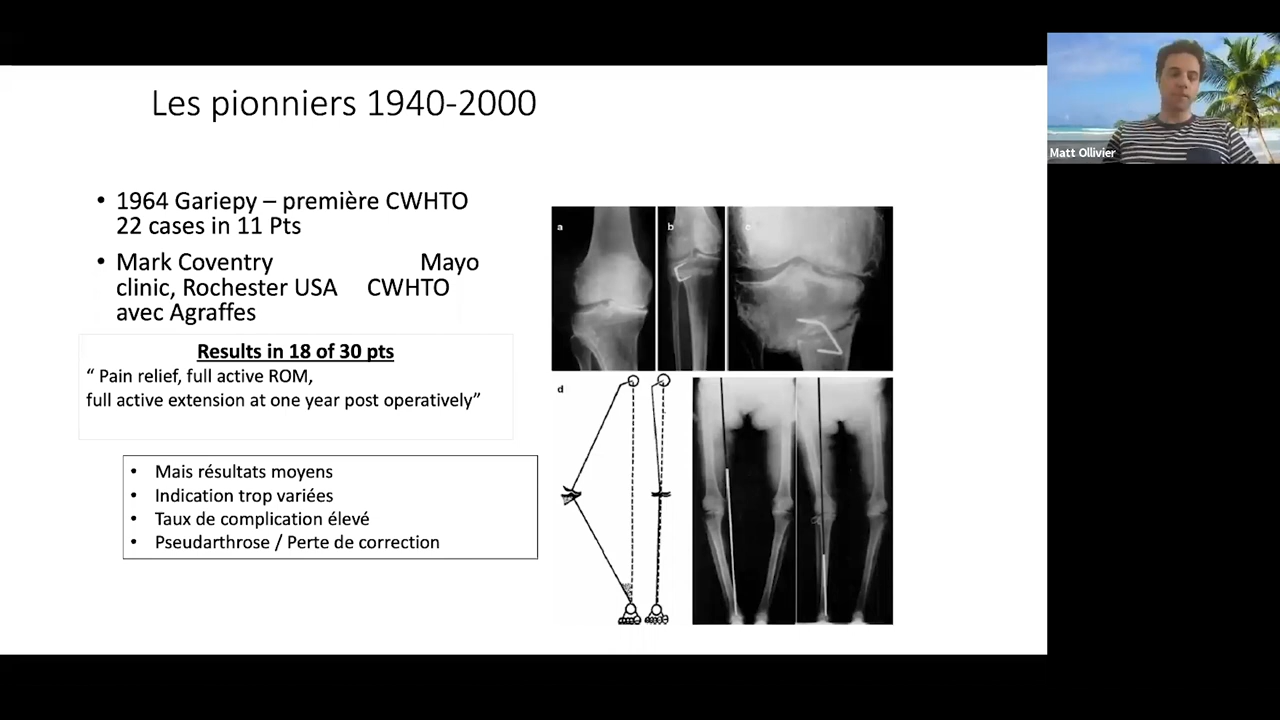 Les pionniers 1940-2000
• 1964 Gariepy – première CWHTO
22 cases in 11 Pts
• Mark Coventry Mayo
clinic, Rochester USA CWHTO
avec Agraffes
Results in 18 of 30 pts
“ Pain relief, full active ROM,
full active extension at one year post operatively”
• Mais résultats moyens
• Indication trop variées
• Taux de complication élevé
• Pseudarthrose / Perte de correction
a
b
c
d
Matt Ollivier